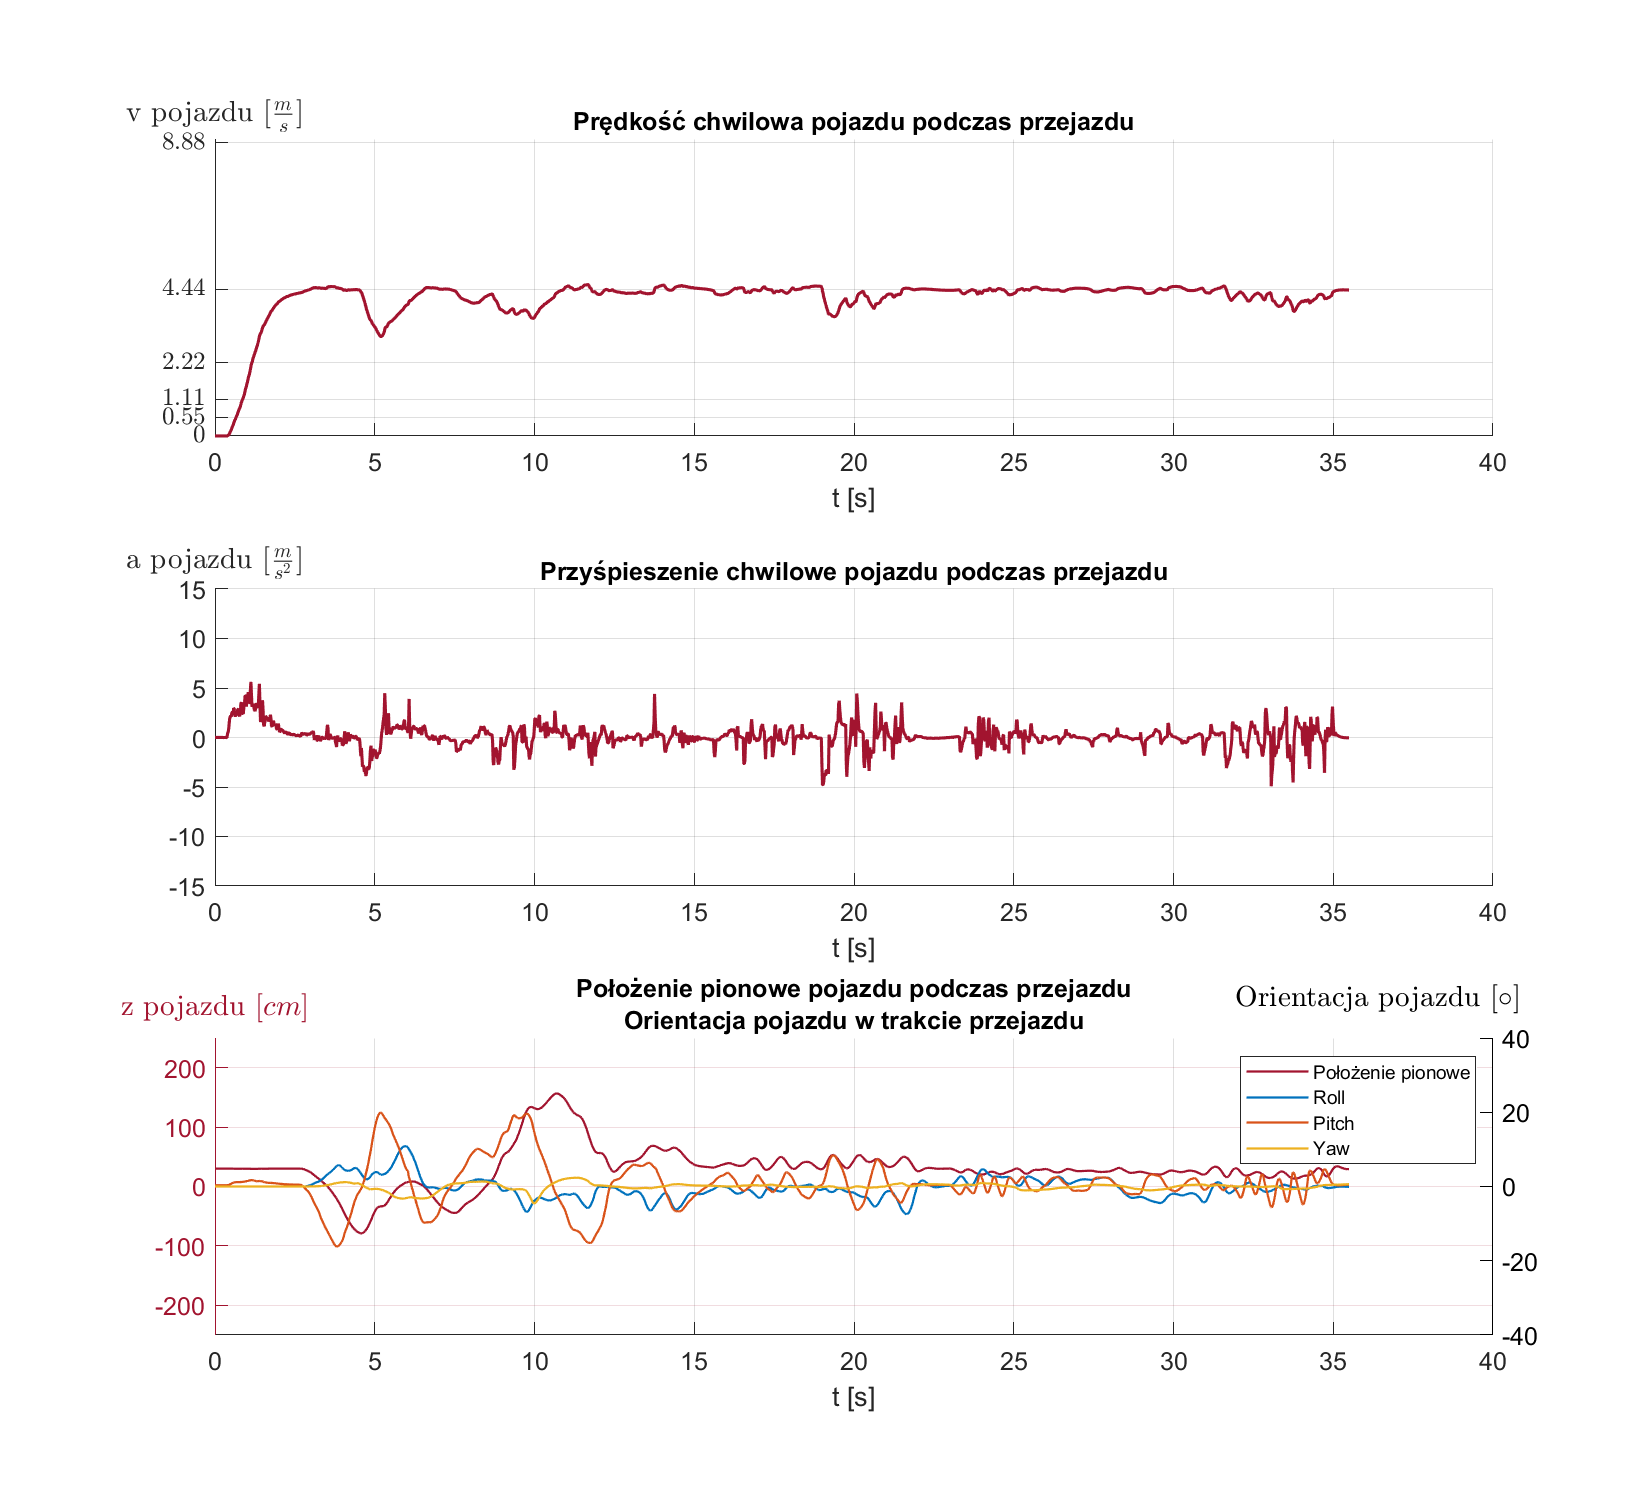 v pojazdu [m/s]
Prędkość chwilowa pojazdu podczas przejazdu
8.88
4.44
2.22
1.11
0.55
0
0 5 10 15 20 25 30 35 40
t [s]
a pojazdu [m/s²]
Przyśpieszenie chwilowe pojazdu podczas przejazdu
15
10
5
0
-5
-10
-15
0 5 10 15 20 25 30 35 40
t [s]
z pojazdu [cm]
Położenie pionowe pojazdu podczas przejazdu
Orientacja pojazdu w trakcie przejazdu
Orientacja pojazdu [∘]
200
100
0
-100
-200
40
20
0
-20
-40
Położenie pionowe
Roll
Pitch
Yaw
0 5 10 15 20 25 30 35 40
t [s]